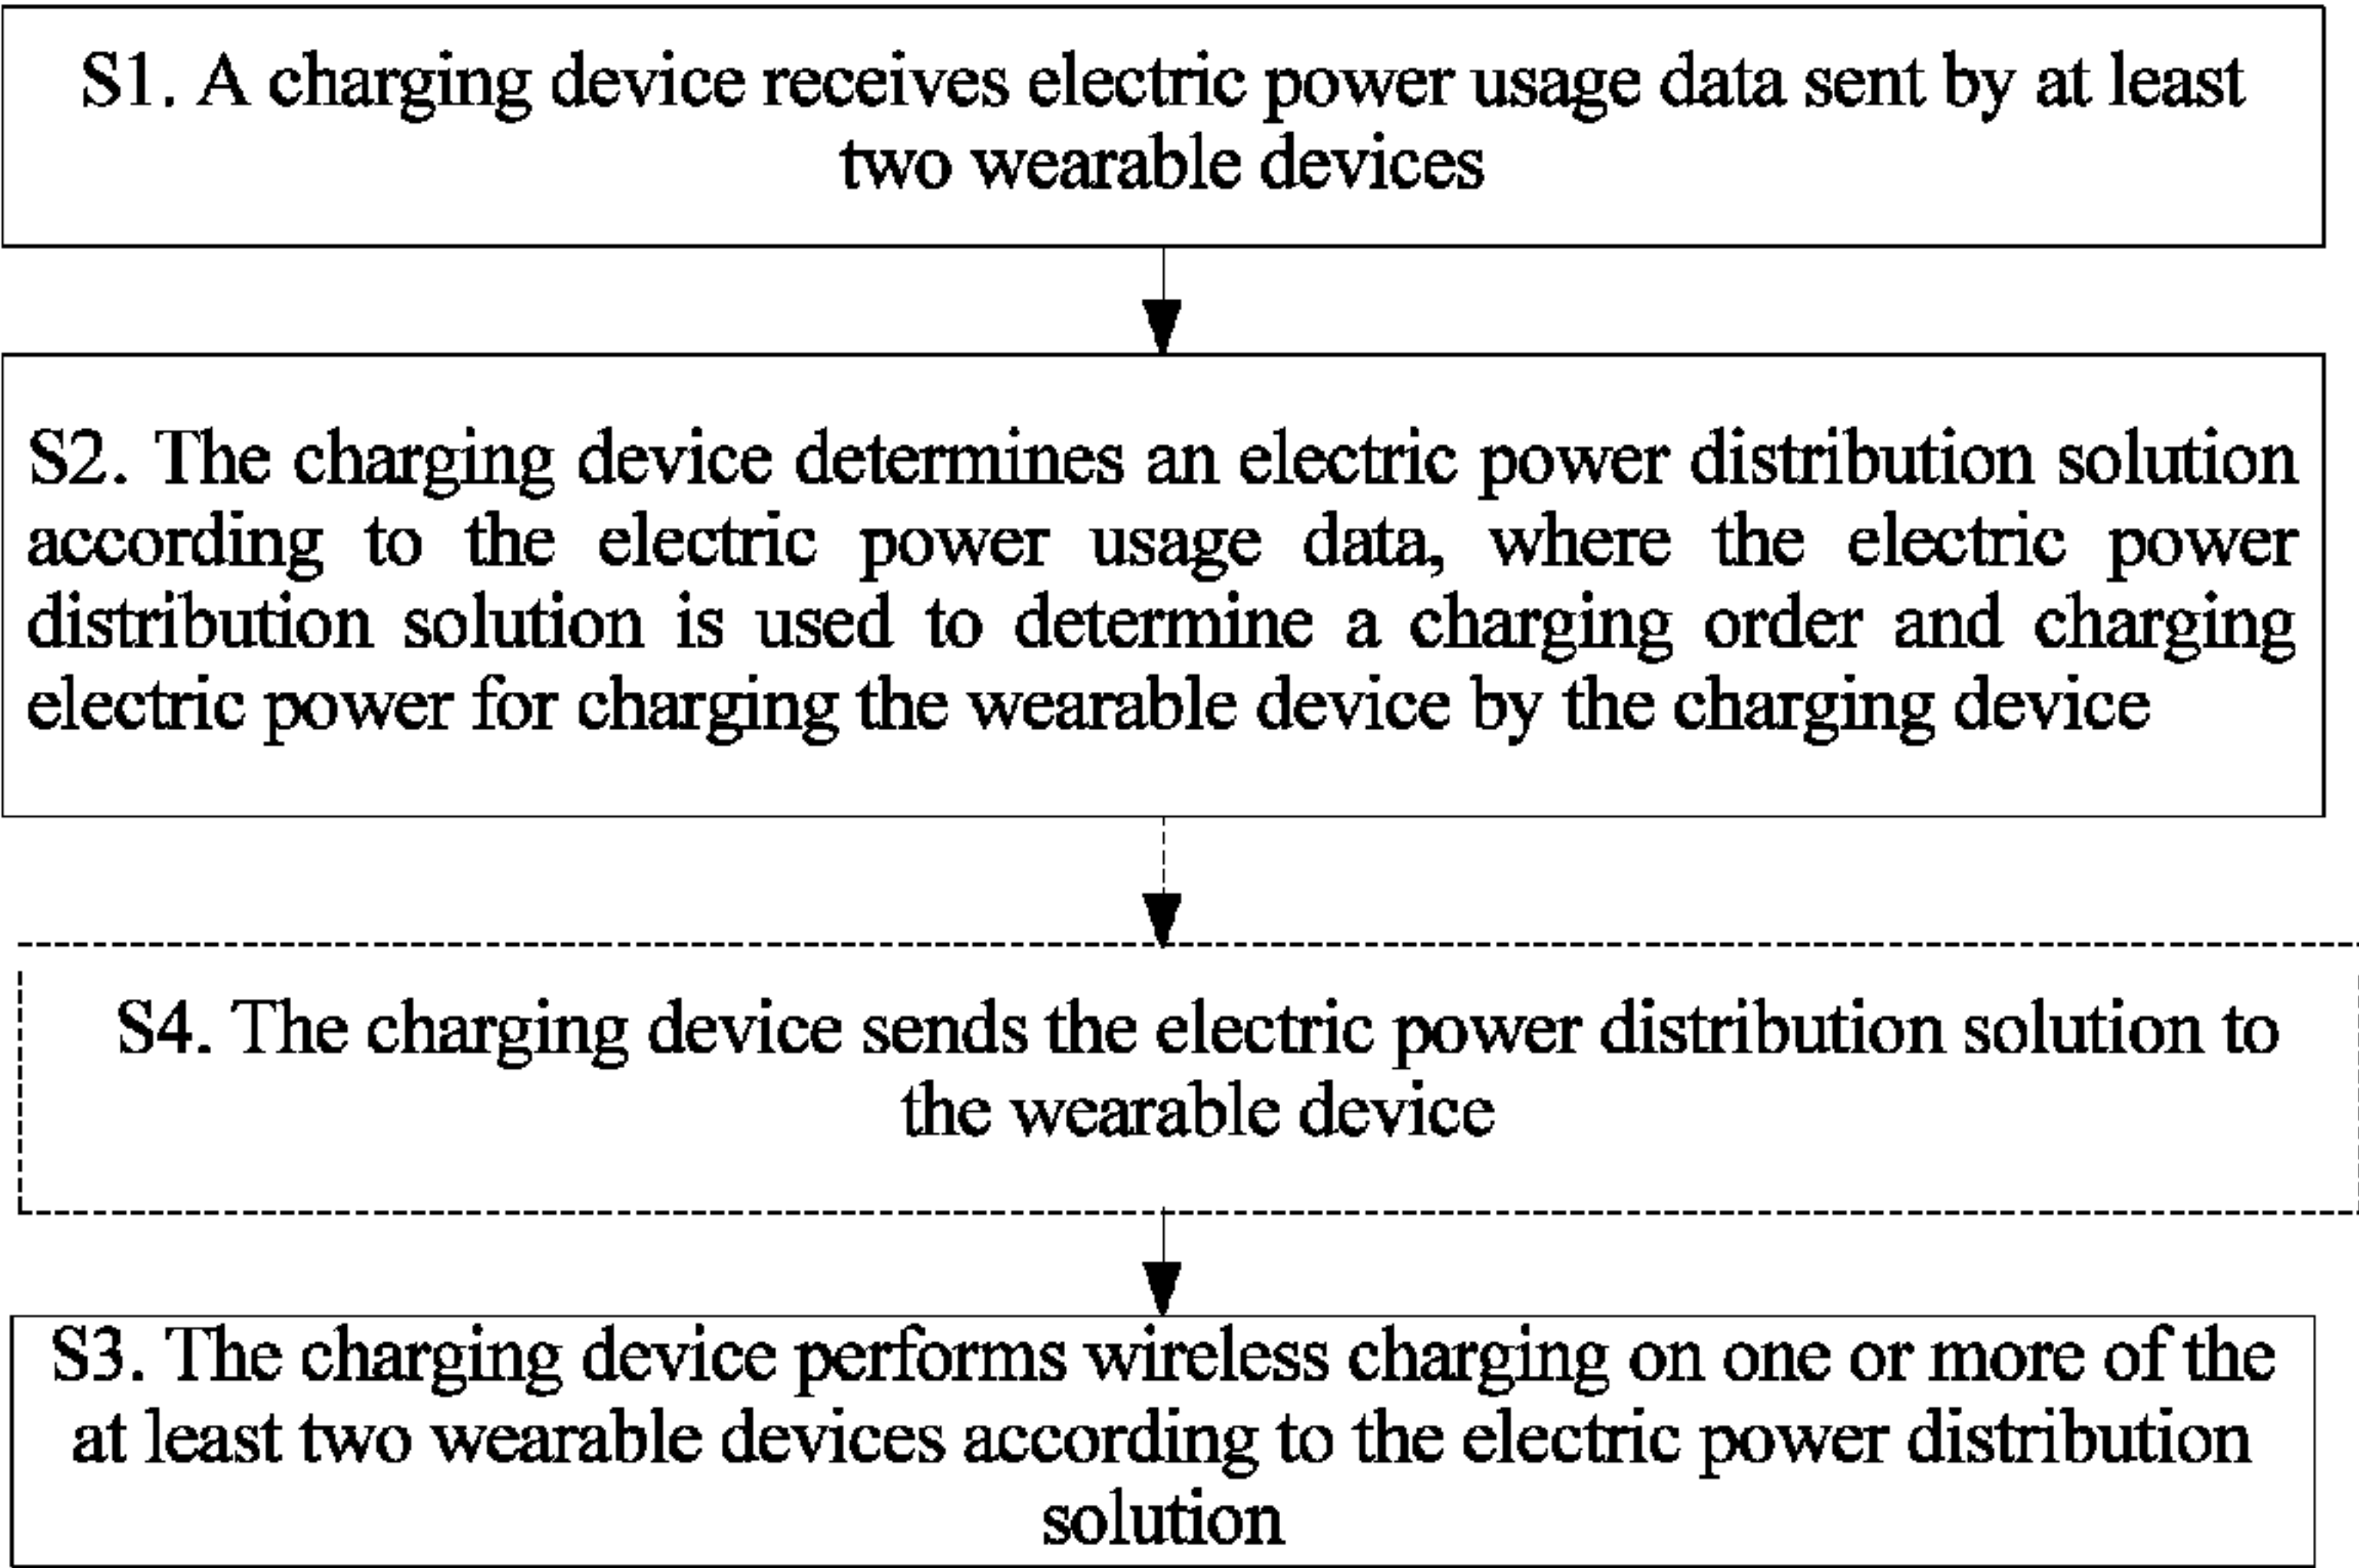 S1. A charging device receives electric power usage data sent by at least
two wearable devices
S2. The charging device determines an electric power distribution solution
according to the electric power usage data, where the electric power
distribution solution is used to determine a charging order and charging
electric power for charging the wearable device by the charging device
S4. The charging device sends the electric power distribution solution to
the wearable device
S3. The charging device performs wireless charging on one or more of the
at least two wearable devices according to the electric power distribution
solution